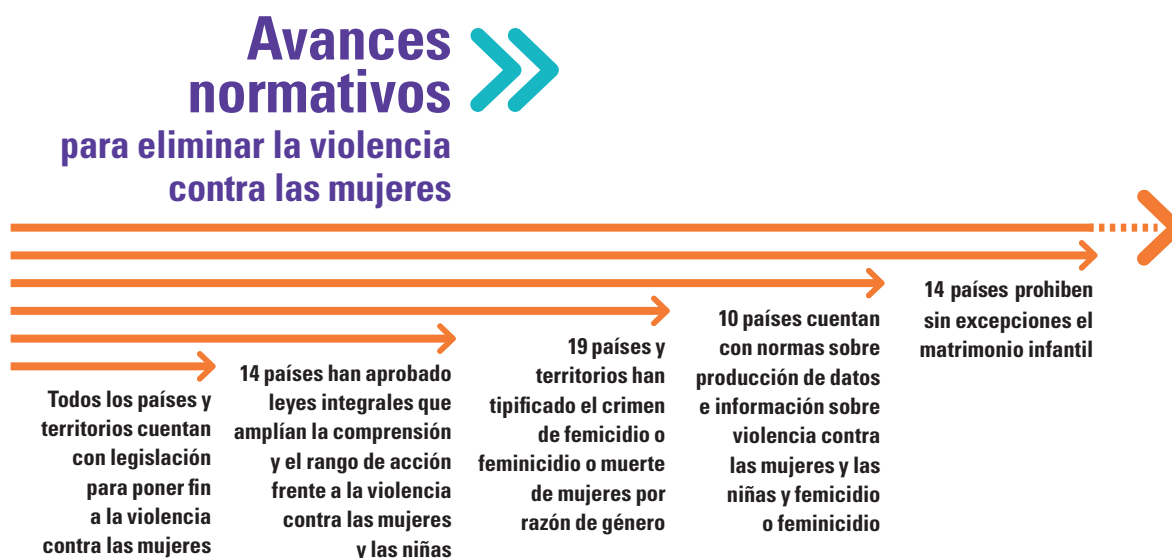 Avances
normativos
para eliminar la violencia
contra las mujeres
Todos los países y
territorios cuentan
con legislación
para poner fin
a la violencia
contra las mujeres
14 países han aprobado
leyes integrales que
amplían la comprensión
y el rango de acción
frente a la violencia
contra las mujeres
y las niñas
19 países y
territorios han
tipificado el crimen
de femicidio o
feminicidio o muerte
de mujeres por
razón de género
10 países cuentan
con normas sobre
producción de datos
e información sobre
violencia contra
las mujeres y las
niñas y femicidio
o feminicidio
14 países prohiben
sin excepciones el
matrimonio infantil